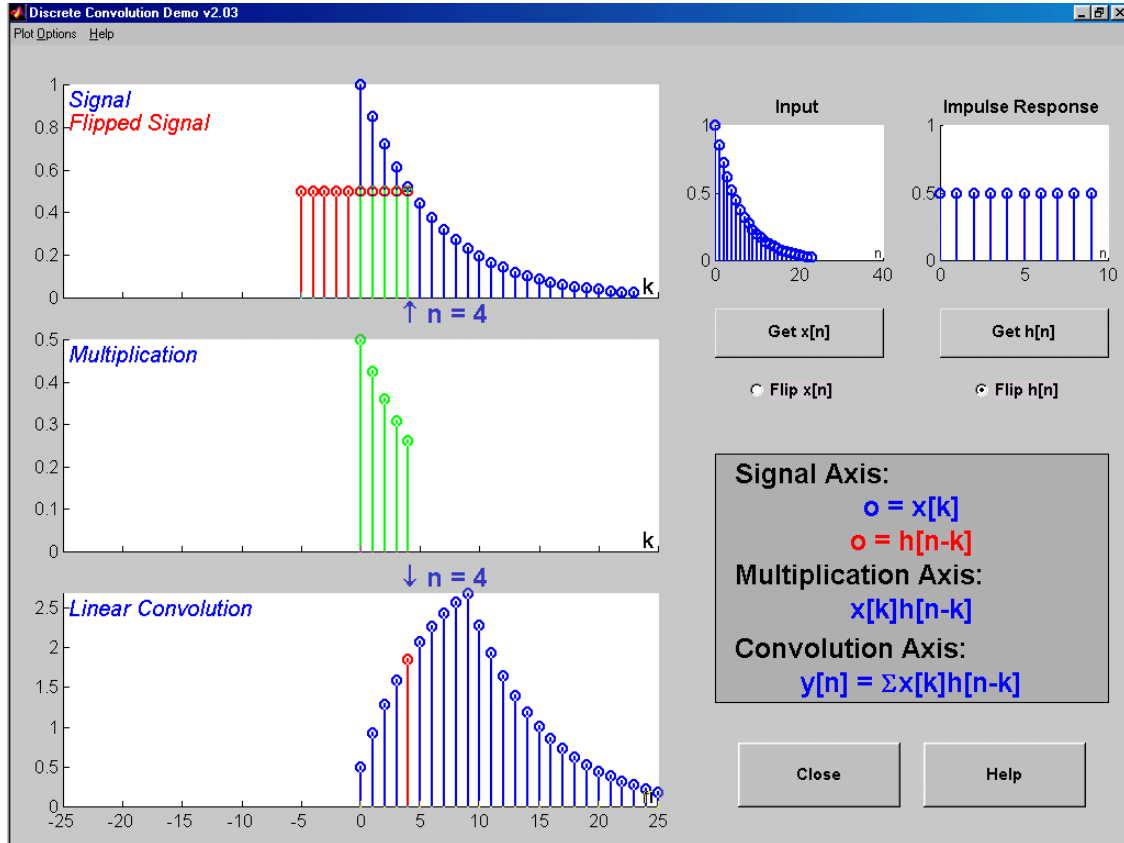 Discrete Convolution Demo v2.03
Plot Options Help
Signal
Flipped Signal
1
0.8
0.6
0.4
0.2
0
k
↑ n = 4
Multiplication
0.5
0.4
0.3
0.2
0.1
0
k
↓ n = 4
Linear Convolution
2.5
2
1.5
1
0.5
0
n
-25 -20 -15 -10 -5 0 5 10 15 20 25
Input
1
0.5
0
n
0 20 40
Impulse Response
1
0.5
0
n
0 5 10
Get x[n]
Get h[n]
Flip x[n]
Flip h[n]
Signal Axis:
o = x[k]
o = h[n-k]
Multiplication Axis:
x[k]h[n-k]
Convolution Axis:
y[n] = Σx[k]h[n-k]
Close
Help